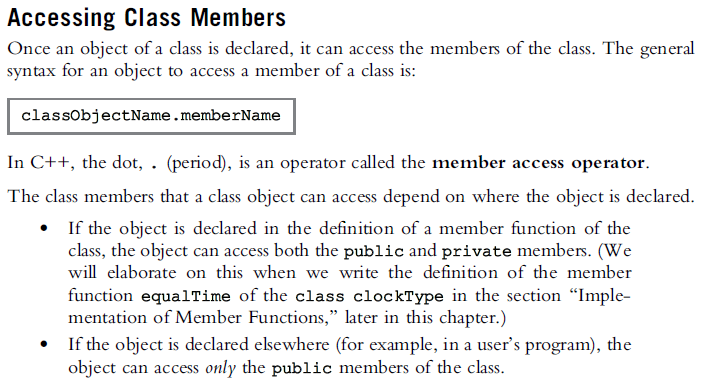 Accessing Class Members
Once an object of a class is declared, it can access the members of the class. The general
syntax for an object to access a member of a class is:
classObjectName.memberName
In C++, the dot, . (period), is an operator called the member access operator.
The class members that a class object can access depend on where the object is declared.
• If the object is declared in the definition of a member function of the
class, the object can access both the public and private members. (We
will elaborate on this when we write the definition of the member
function equalTime of the class clockType in the section “Imple-
mentation of Member Functions,” later in this chapter.)
• If the object is declared elsewhere (for example, in a user’s program), the
object can access only the public members of the class.